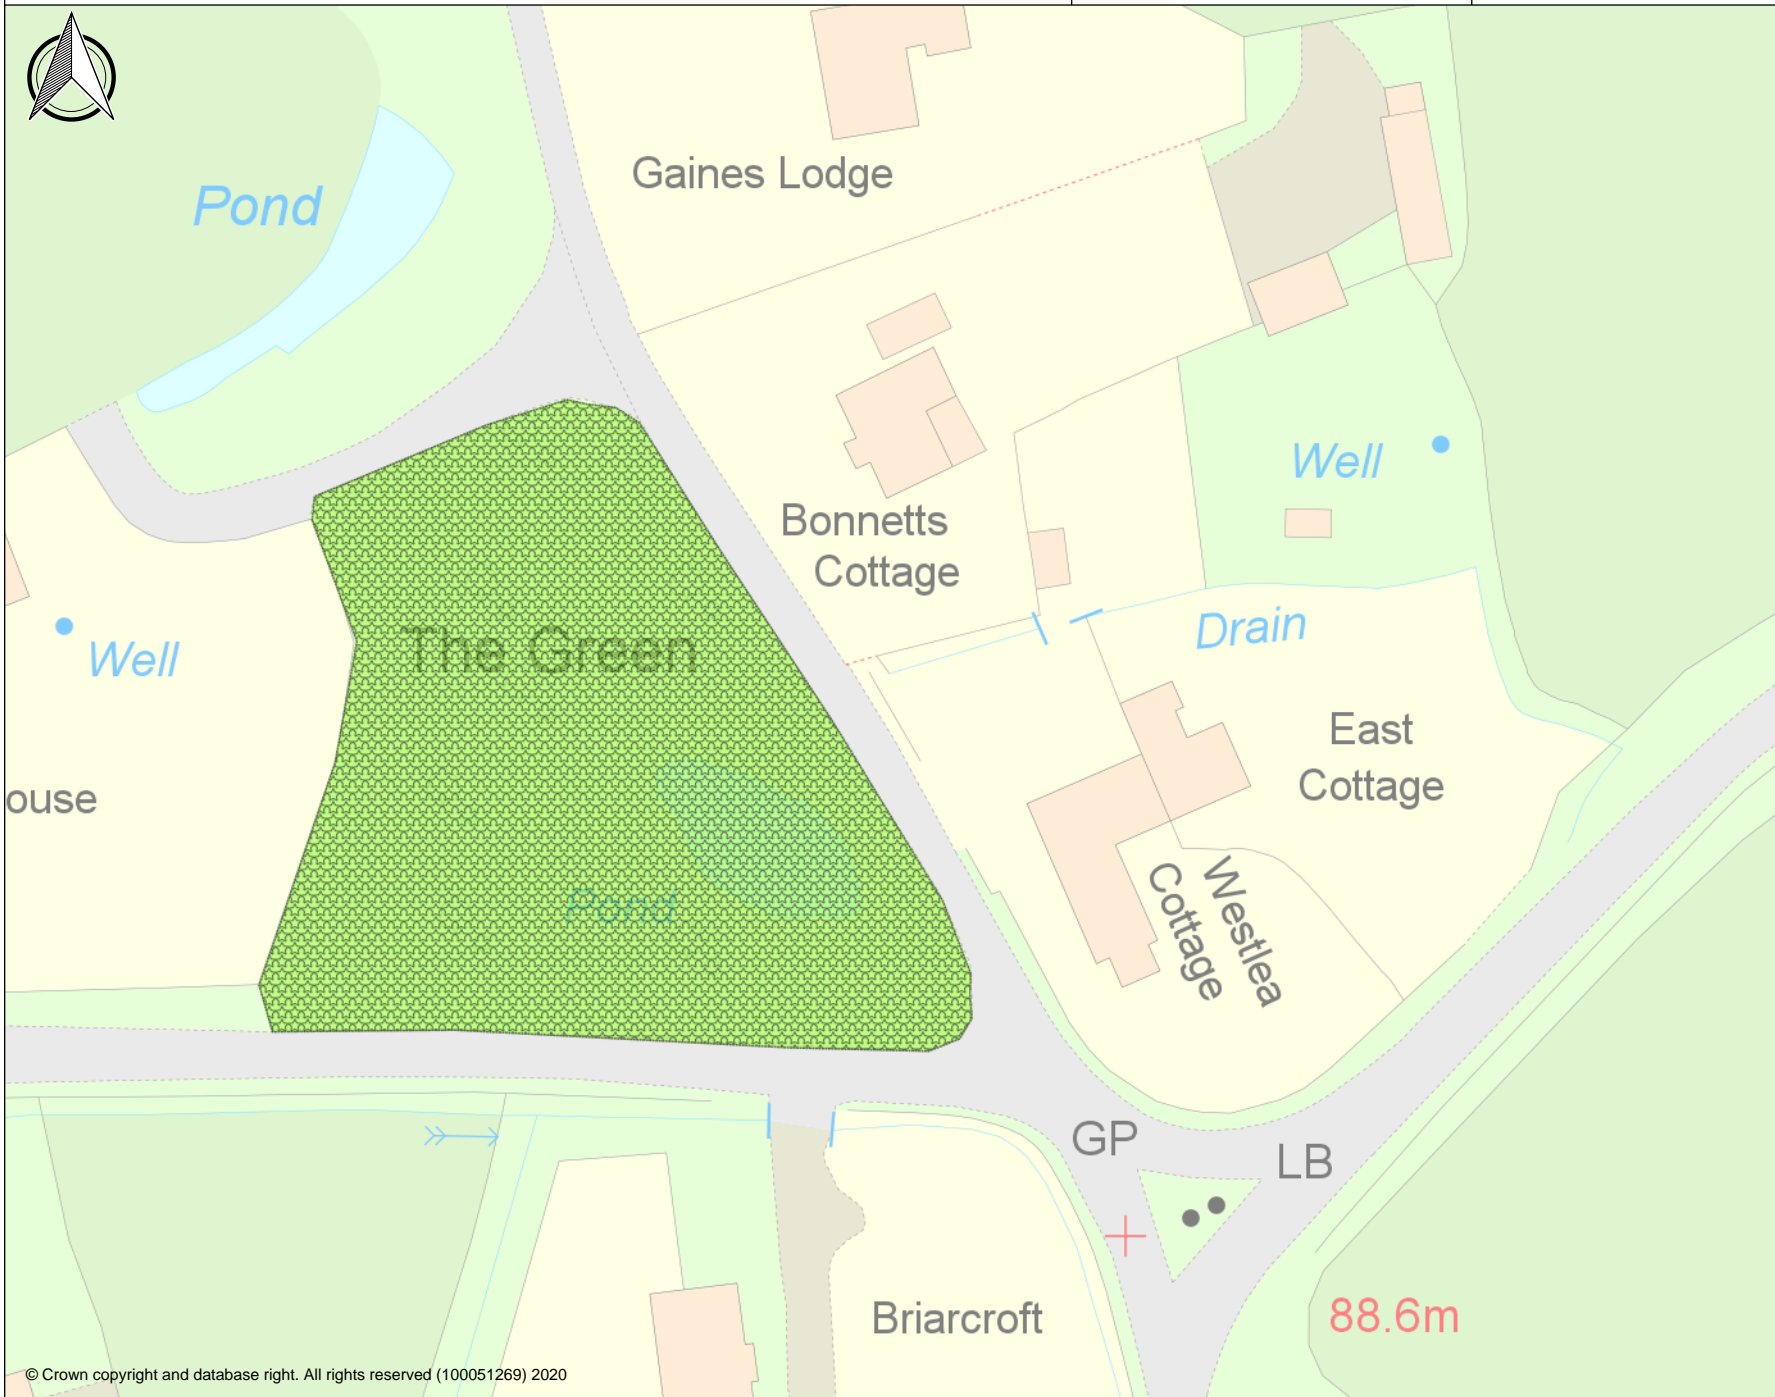 Gaines Lodge
Pond
Well
Bonnetts
Cottage
Drain
The Green
Well
East
Cottage
ouse
Westlea
Cottage
Pond
GP
LB
Briarcroft
88.6m
© Crown copyright and database right. All rights reserved (100051269) 2020